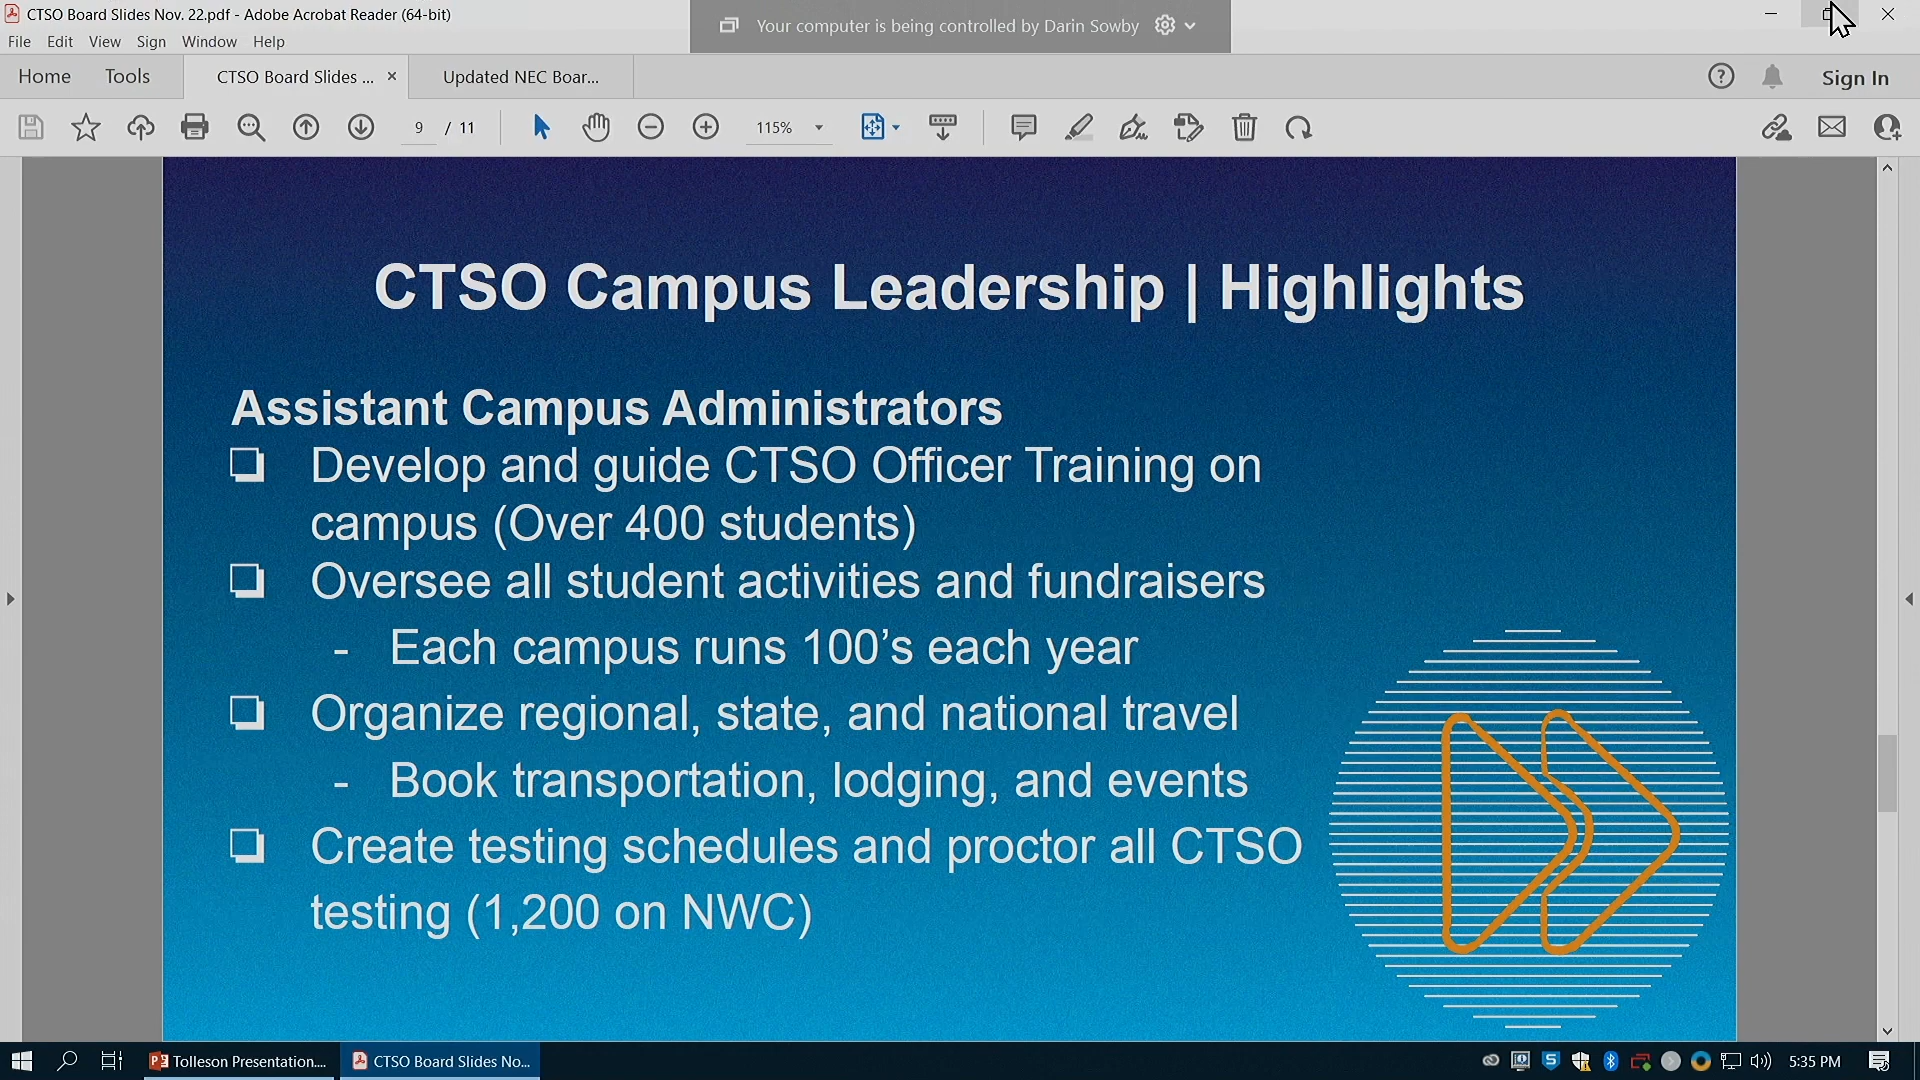 CTSO Board Slides Nov. 22.pdf - Adobe Acrobat Reader (64-bit)
Your computer is being controlled by Darin Sowby
File Edit View Sign Window Help
Home Tools CTSO Board Slides ... × Updated NEC Boar... Sign In
9 / 11 115%
CTSO Campus Leadership | Highlights
Assistant Campus Administrators
❑ Develop and guide CTSO Officer Training on
campus (Over 400 students)
❑ Oversee all student activities and fundraisers
- Each campus runs 100’s each year
❑ Organize regional, state, and national travel
- Book transportation, lodging, and events
❑ Create testing schedules and proctor all CTSO
testing (1,200 on NWC)
Tolleson Presentation.... CTSO Board Slides No... 5:35 PM